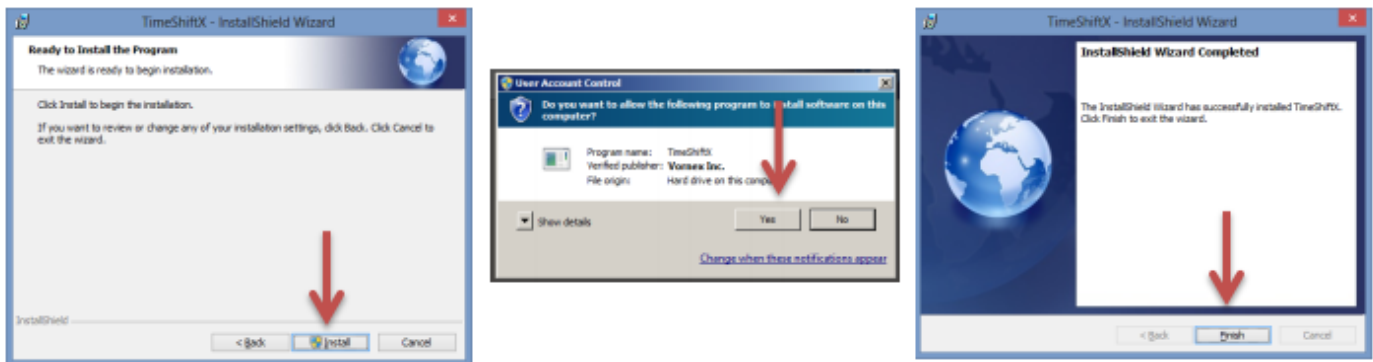 TimeShiftX - InstallShield Wizard
Ready to Install the Program
The wizard is ready to begin installation.
Click Install to begin the installation.
If you want to review or change any of your installation settings, click Back. Click Cancel to
exit the wizard.
InstallShield
< Back
Install
Cancel
User Account Control
Do you want to allow the following program to install software on this
computer?
Program name: TimeShiftX
Verified publisher: Vornex Inc.
File origin: Hard drive on this computer
Show details
Yes
No
Change when these notifications appear
TimeShiftX - InstallShield Wizard
InstallShield Wizard Completed
The InstallShield Wizard has successfully installed TimeShiftX.
Click Finish to exit the wizard.
< Back
Finish
Cancel